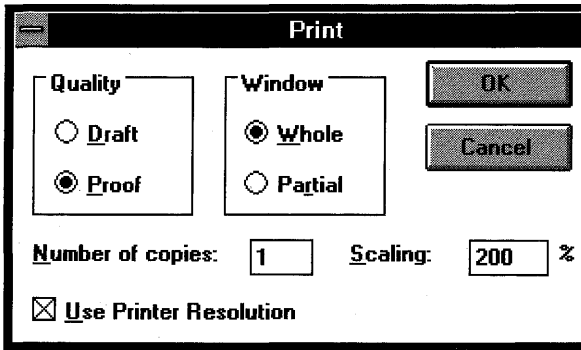 Print
Quality
Draft
Proof
Window
Whole
Partial
OK
Cancel
Number of copies: 1
Scaling: 200 %
Use Printer Resolution